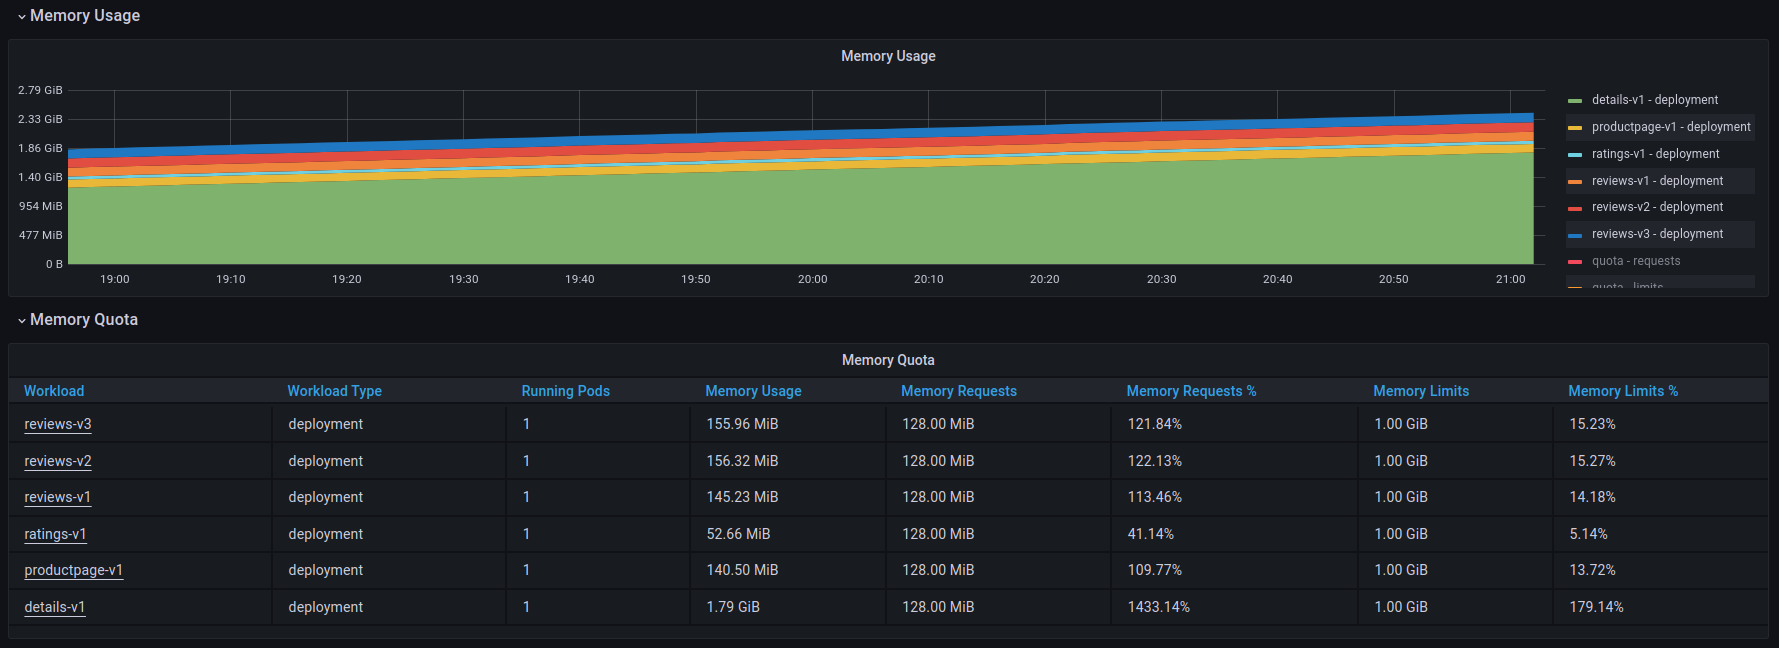 Memory Usage
Memory Usage
2.79 GiB
2.33 GiB
1.86 GiB
1.40 GiB
954 MiB
477 MiB
0 B
19:00 19:10 19:20 19:30 19:40 19:50 20:00 20:10 20:20 20:30 20:40 20:50 21:00
details-v1 - deployment
productpage-v1 - deployment
ratings-v1 - deployment
reviews-v1 - deployment
reviews-v2 - deployment
reviews-v3 - deployment
quota - requests
quota - limits
Memory Quota
Memory Quota
Workload Workload Type Running Pods Memory Usage Memory Requests Memory Requests % Memory Limits Memory Limits %
reviews-v3 deployment 1 155.96 MiB 128.00 MiB 121.84% 1.00 GiB 15.23%
reviews-v2 deployment 1 156.32 MiB 128.00 MiB 122.13% 1.00 GiB 15.27%
reviews-v1 deployment 1 145.23 MiB 128.00 MiB 113.46% 1.00 GiB 14.18%
ratings-v1 deployment 1 52.66 MiB 128.00 MiB 41.14% 1.00 GiB 5.14%
productpage-v1 deployment 1 140.50 MiB 128.00 MiB 109.77% 1.00 GiB 13.72%
details-v1 deployment 1 1.79 GiB 128.00 MiB 1433.14% 1.00 GiB 179.14%